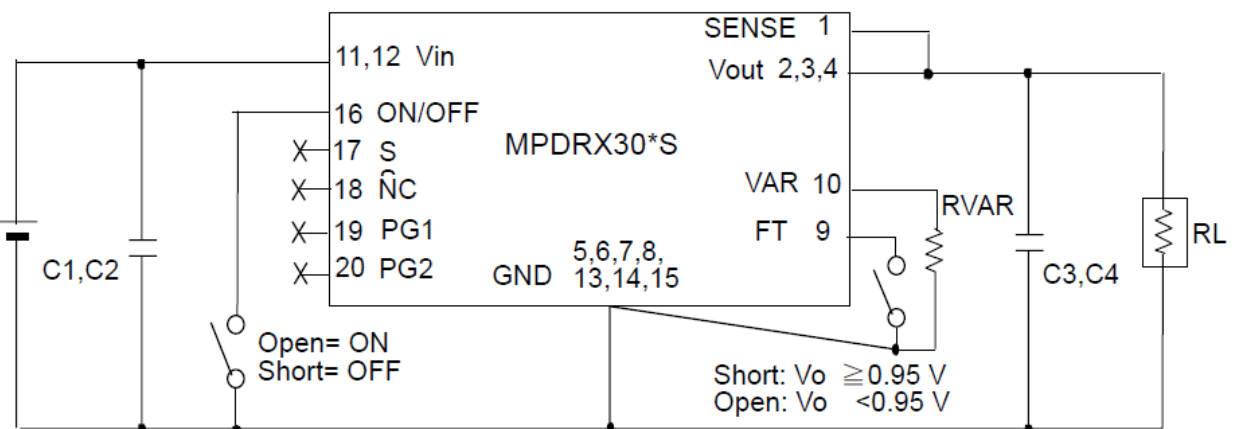 SENSE 1
11,12 Vin
Vout 2,3,4
16 ON/OFF
17 S
MPDRX30*S
18 NC
VAR 10
RVAR
19 PG1
FT 9
RL
20 PG2
GND 5,6,7,8,
13,14,15
C1,C2
C3,C4
Open= ON
Short= OFF
Short: Vo ≧0.95 V
Open: Vo <0.95 V